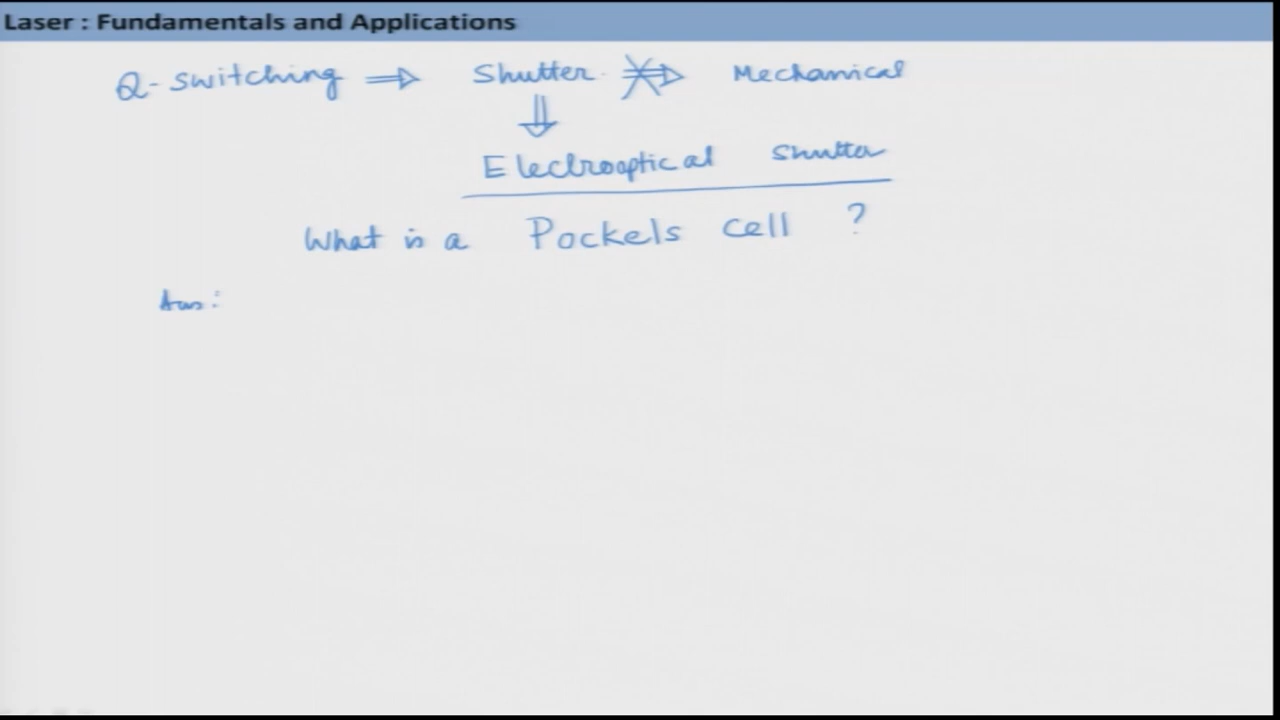 Laser : Fundamentals and Applications
Q-switching ⇒ Shutter ⇏ Mechanical
⇓
Electrooptical Shutter
What is a Pockels cell ?
Ans: